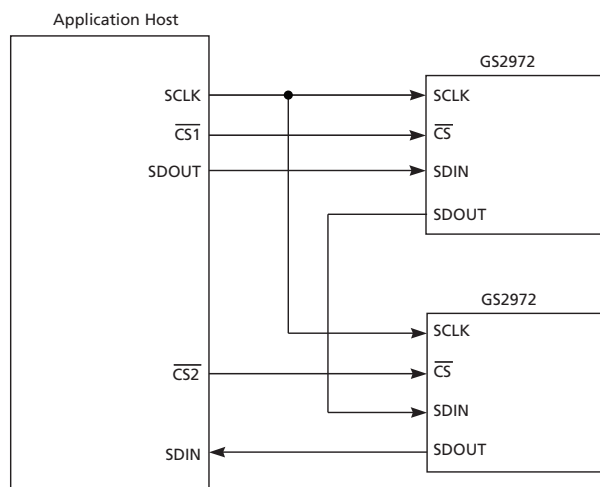 Application Host
SCLK
CS1
SDOUT
CS2
SDIN
GS2972
SCLK
CS
SDIN
SDOUT
GS2972
SCLK
CS
SDIN
SDOUT